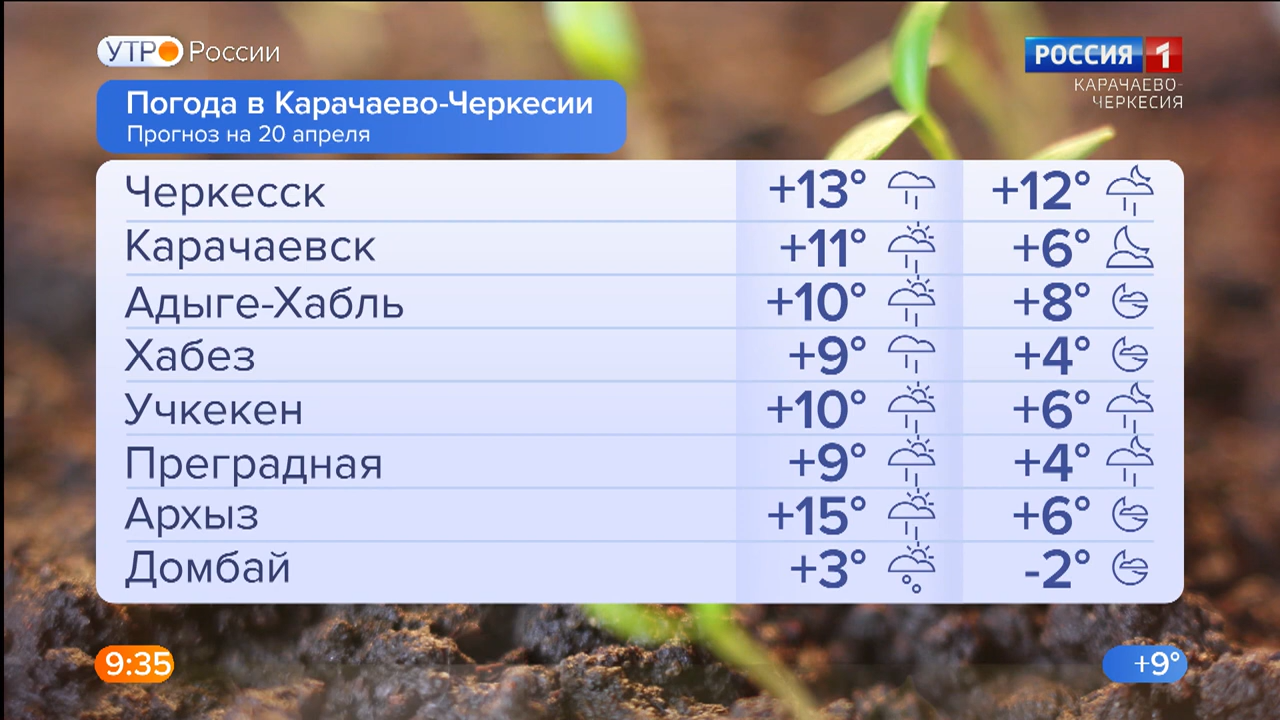 УТРО России
РОССИЯ 1
КАРАЧАЕВО-
ЧЕРКЕСИЯ
Погода в Карачаево-Черкесии
Прогноз на 20 апреля
Черкесск +13° +12°
Карачаевск +11° +6°
Адыге-Хабль +10° +8°
Хабез +9° +4°
Учкекен +10° +6°
Преградная +9° +4°
Архыз +15° +6°
Домбай +3° -2°
9:35
+9°